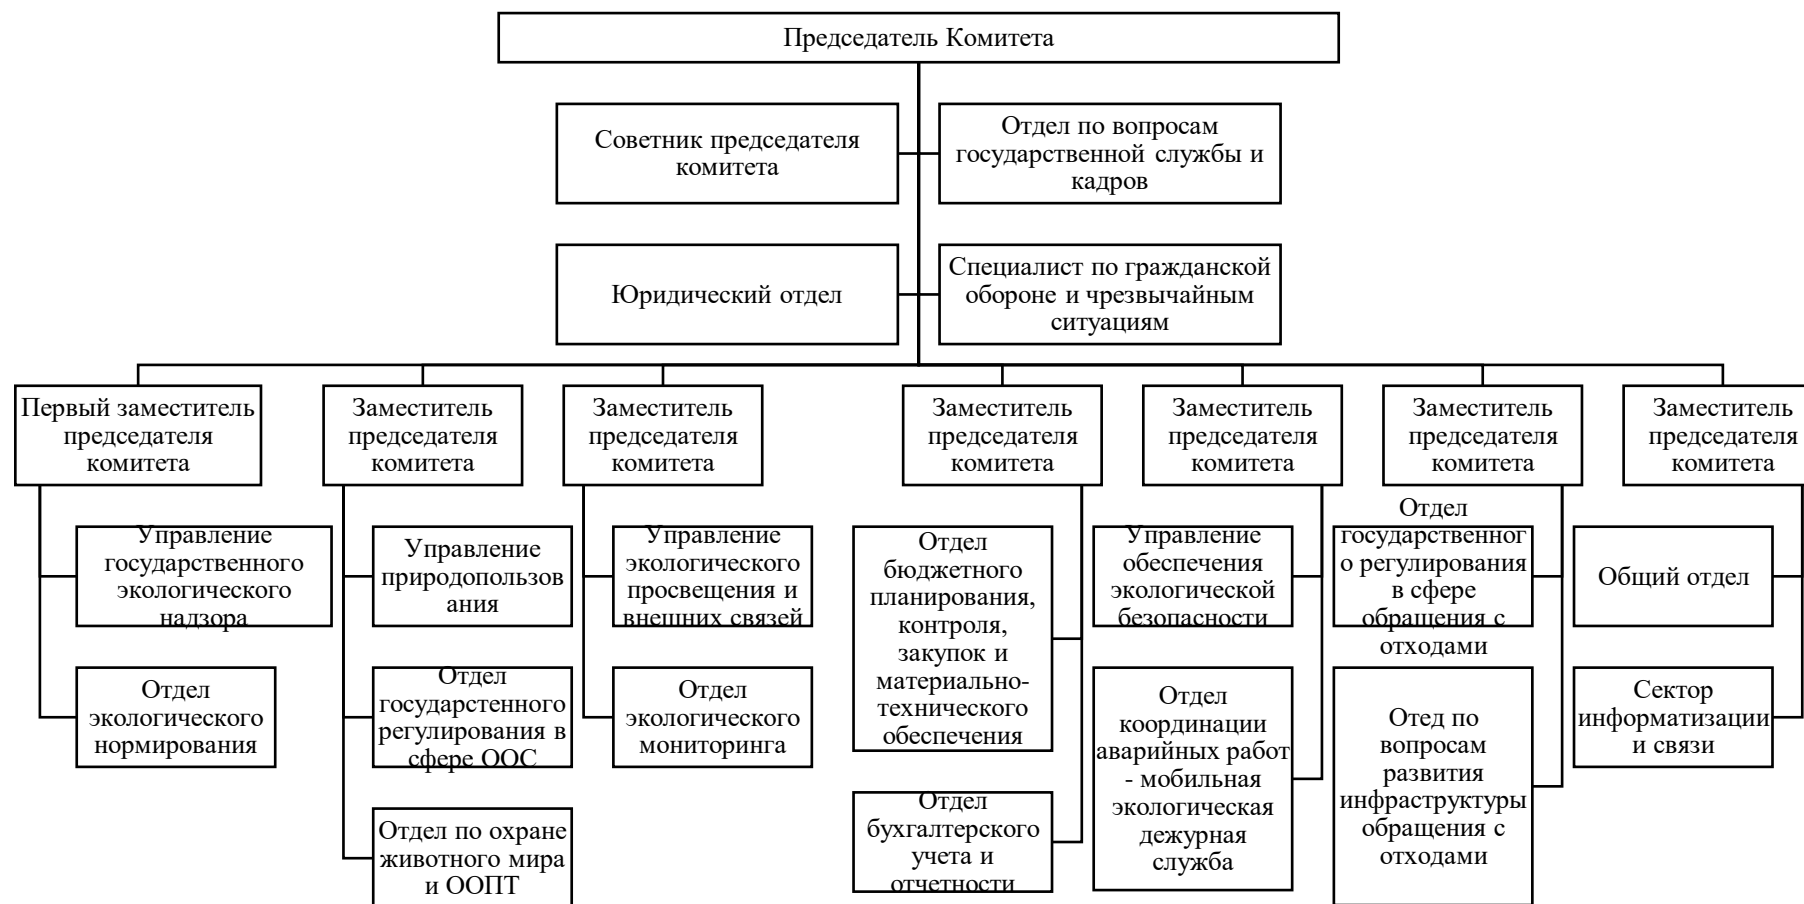 Председатель Комитета
Советник председателя
комитета
Отдел по вопросам
государственной службы и
кадров
Юридический отдел
Специалист по гражданской
обороне и чрезвычайным
ситуациям
Первый заместитель
председателя
комитета
Управление
государственного
экологического
надзора
Отдел
экологического
нормирования
Заместитель
председателя
комитета
Управление
природопользов
ания
Отдел
государстенного
регулирования в
сфере ООС
Отдел по охране
животного мира
и ООПТ
Заместитель
председателя
комитета
Управление
экологического
просвещения и
внешних связей
Отдел
экологического
мониторинга
Заместитель
председателя
комитета
Отдел
бюджетного
планирования,
контроля,
закупок и
материально-
технического
обеспечения
Отдел
бухгалтерского
учета и
отчетности
Заместитель
председателя
комитета
Управление
обеспечения
экологической
безопасности
Отдел
координации
аварийных работ
- мобильная
экологическая
дежурная
служба
Заместитель
председателя
комитета
Отдел
государственног
о регулирования
в сфере
обращения с
отходами
Отед по
вопросам
развития
инфраструктуры
обращения с
отходами
Заместитель
председателя
комитета
Общий отдел
Сектор
информатизации
и связи